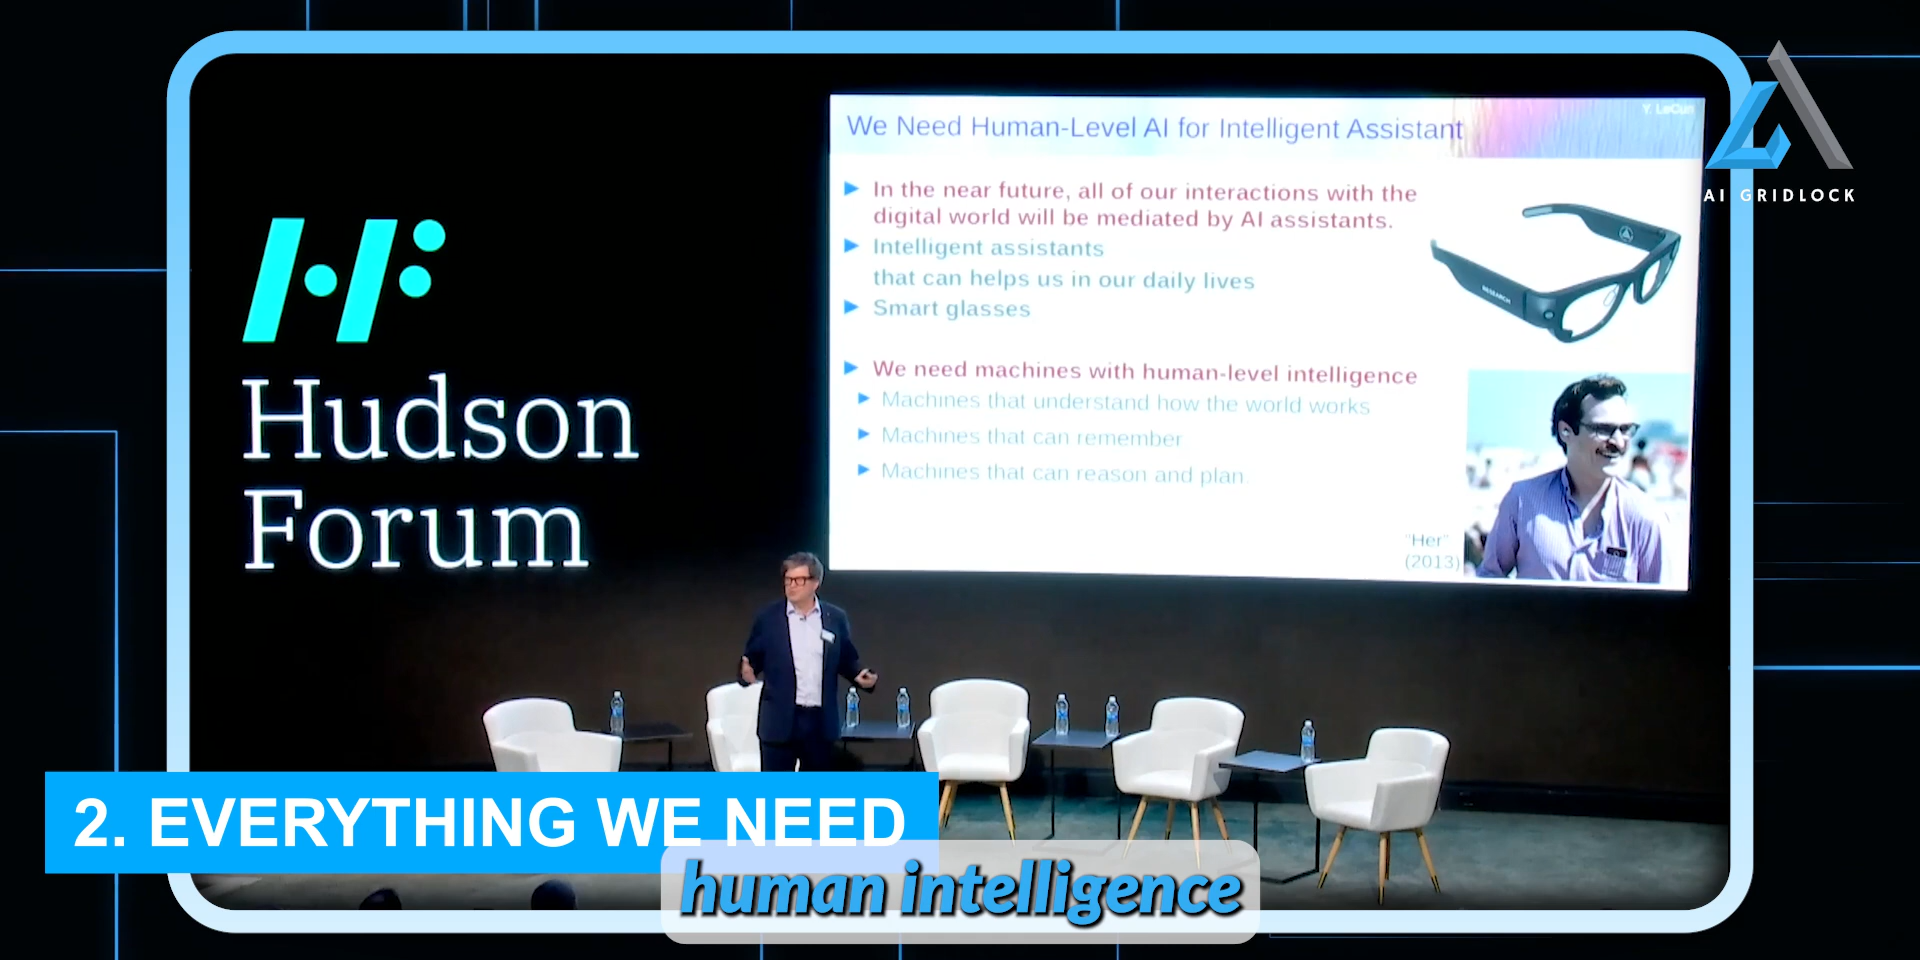 Y. LeCun
We Need Human-Level AI for Intelligent Assistant
In the near future, all of our interactions with the
digital world will be mediated by AI assistants.
Intelligent assistants
that can helps us in our daily lives
Smart glasses
We need machines with human-level intelligence
Machines that understand how the world works
Machines that can remember
Machines that can reason and plan.
RESEARCH
"Her"
(2013)
AI GRIDLOCK
Hudson
Forum
2. EVERYTHING WE NEED
human intelligence